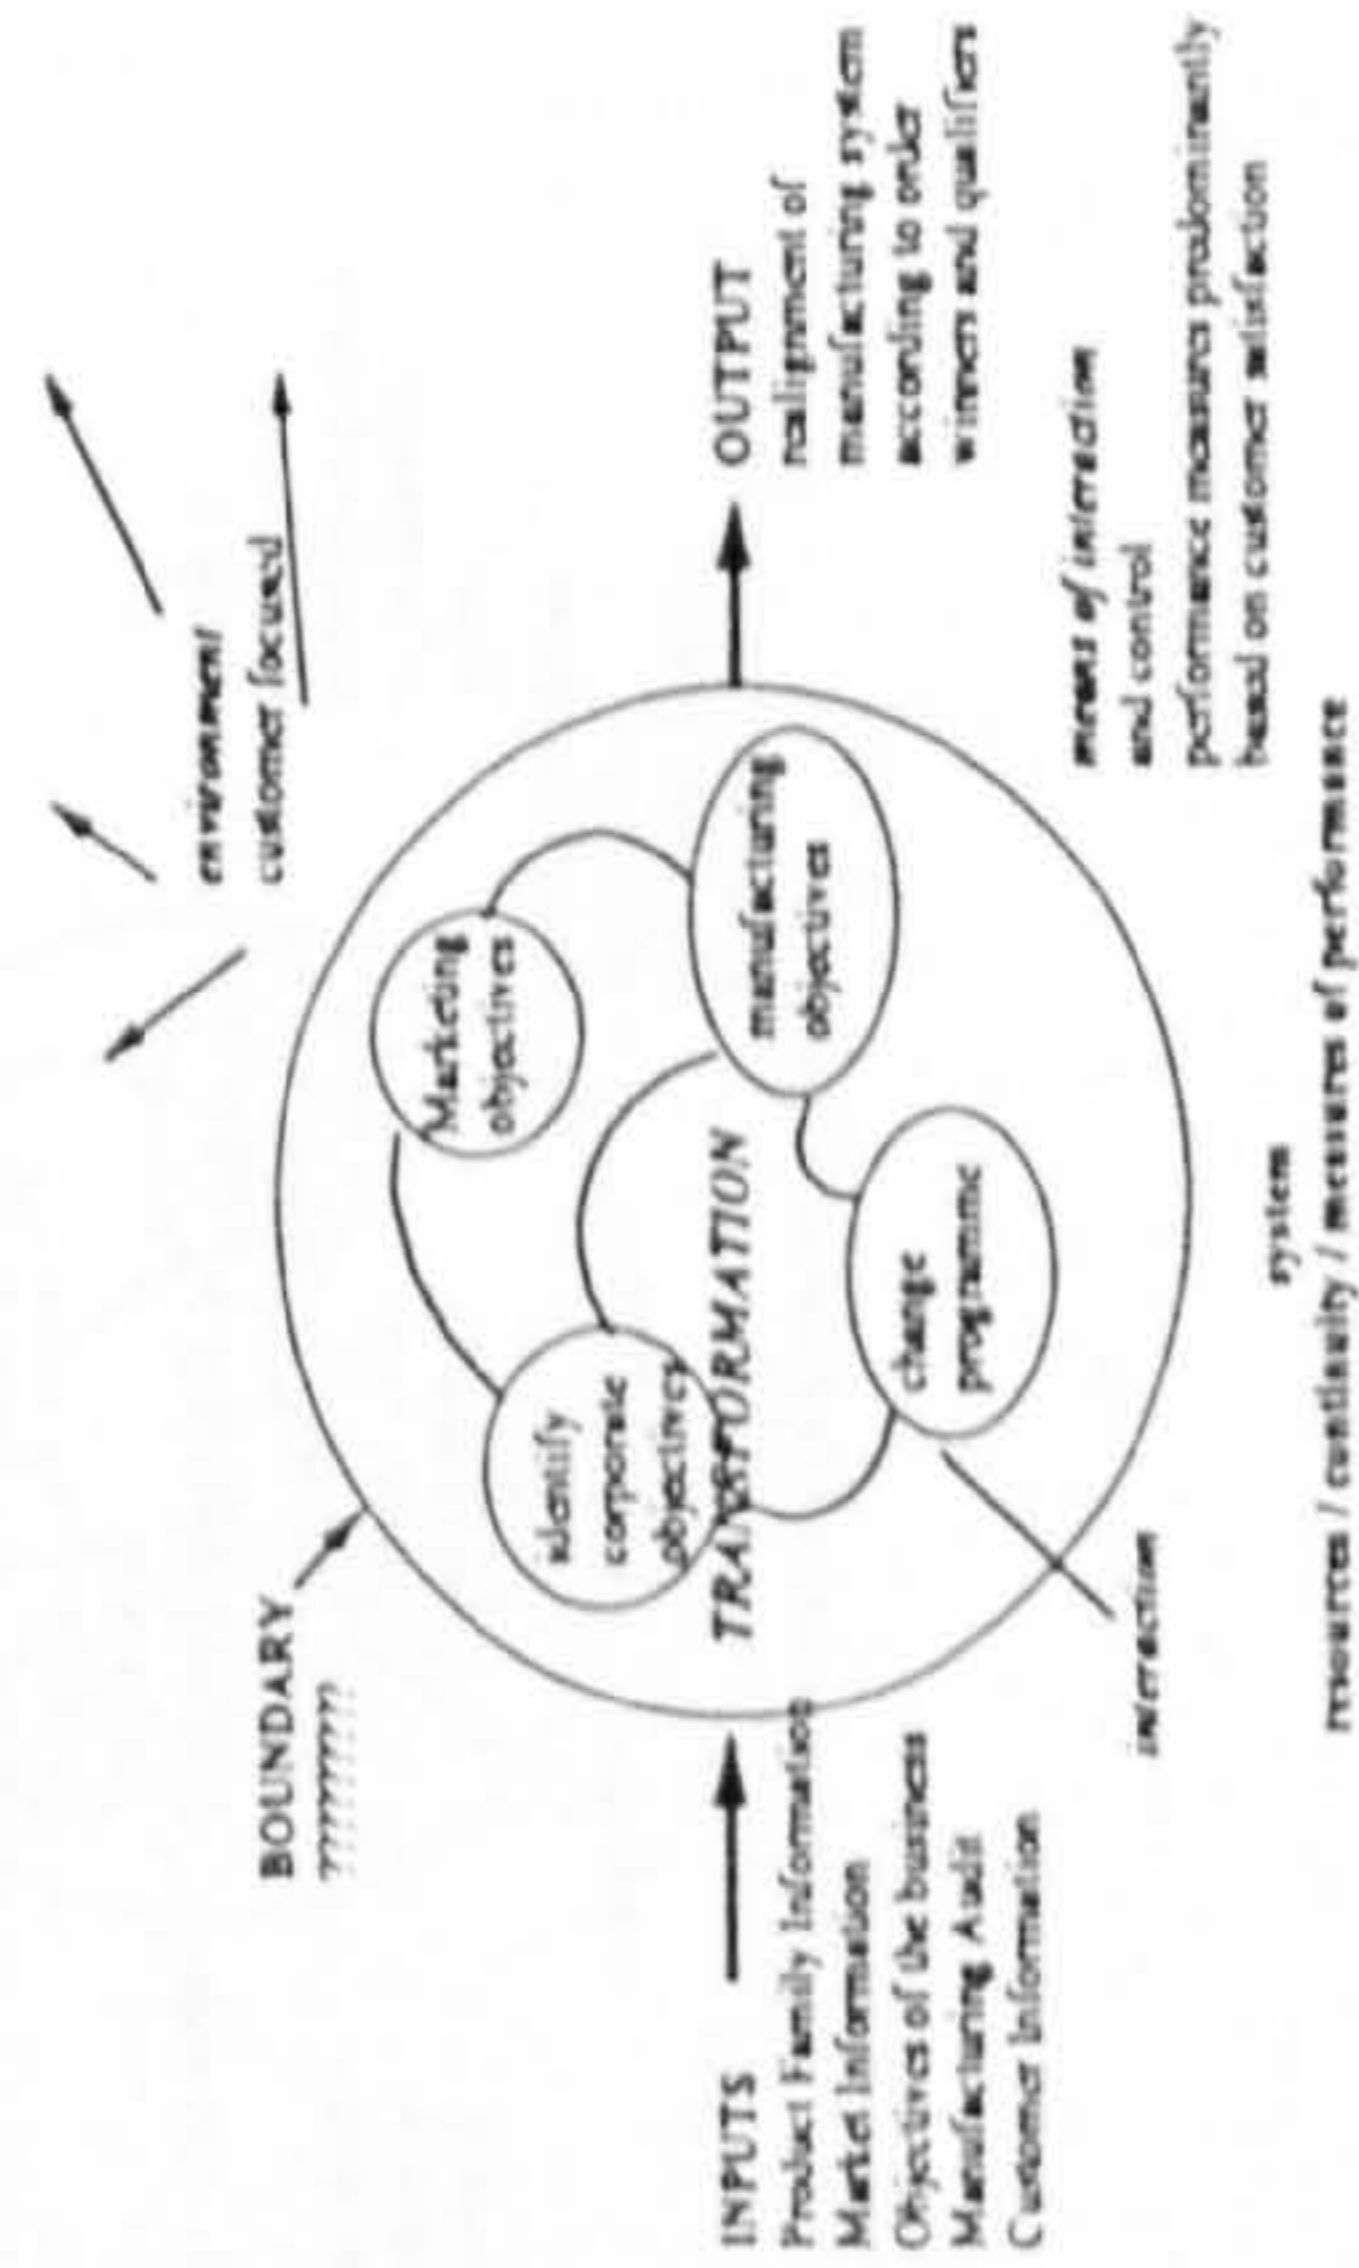 environment
customer focused
BOUNDARY
?????????
Marketing
objectives
identify
corporate
objectives
TRANSFORMATION
manufacturing
objectives
change
programme
INPUTS
Product Family Information
Market Information
Objectives of the business
Manufacturing Audit
Customer Information
OUTPUT
realignment of
manufacturing system
according to order
winners and qualifiers
interaction
means of interaction
and control
performance measures predominantly
based on customer satisfaction
system
resources / continuity / measures of performance